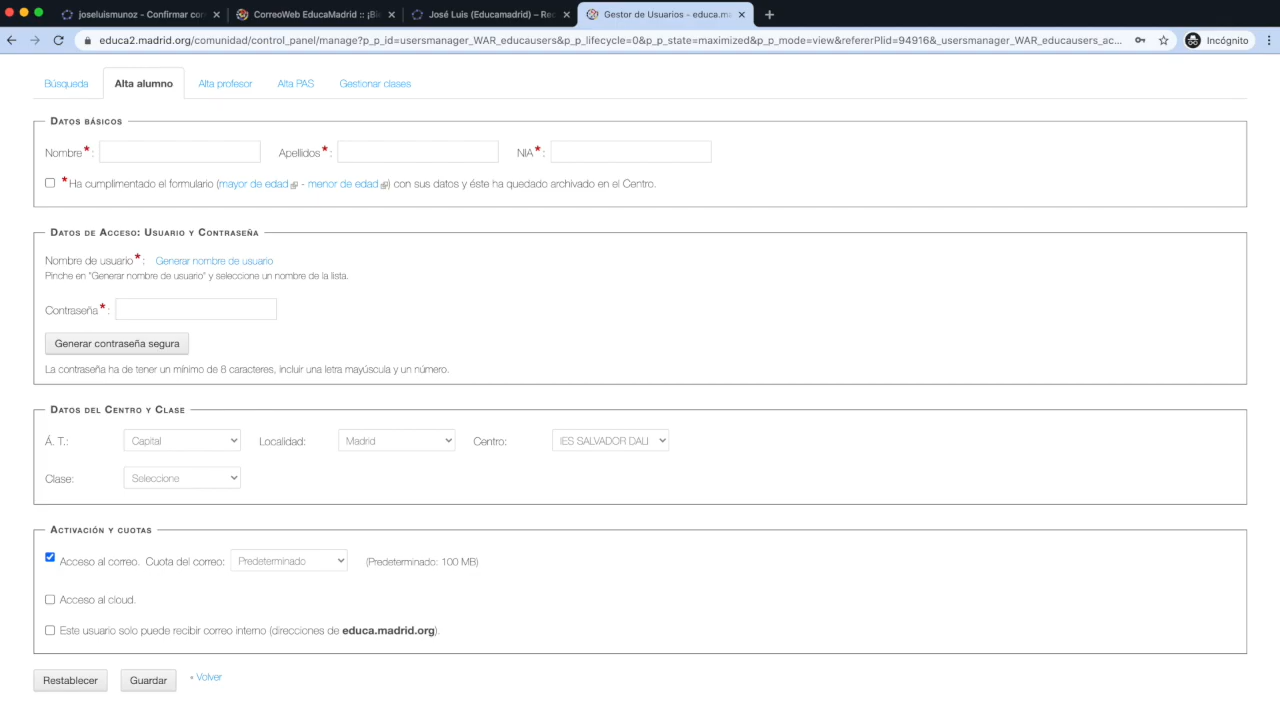 joseluismunoz - Confirmar cor
CorreoWeb EducaMadrid :: ¡Bie
José Luis (Educamadrid) – Rec
Gestor de Usuarios - educa.ma
educa2.madrid.org/comunidad/control_panel/manage?p_p_id=usersmanager_WAR_educausers&p_p_lifecycle=0&p_p_state=maximized&p_p_mode=view&refererPlid=94916&_usersmanager_WAR_educausers_ac...
Incógnito
Búsqueda
Alta alumno
Alta profesor
Alta PAS
Gestionar clases
Datos básicos
Nombre* :
Apellidos* :
NIA* :
*Ha cumplimentado el formulario (mayor de edad - menor de edad) con sus datos y éste ha quedado archivado en el Centro.
Datos de Acceso: Usuario y Contraseña
Nombre de usuario* : Generar nombre de usuario
Pinche en "Generar nombre de usuario" y seleccione un nombre de la lista.
Contraseña* :
Generar contraseña segura
La contraseña ha de tener un mínimo de 8 caracteres, incluir una letra mayúscula y un número.
Datos del Centro y Clase
Á. T.: Capital Localidad: Madrid Centro: IES SALVADOR DALI
Clase: Seleccione
Activación y cuotas
Acceso al correo. Cuota del correo: Predeterminado (Predeterminado: 100 MB)
Acceso al cloud.
Este usuario solo puede recibir correo interno (direcciones de educa.madrid.org).
Restablecer
Guardar
« Volver